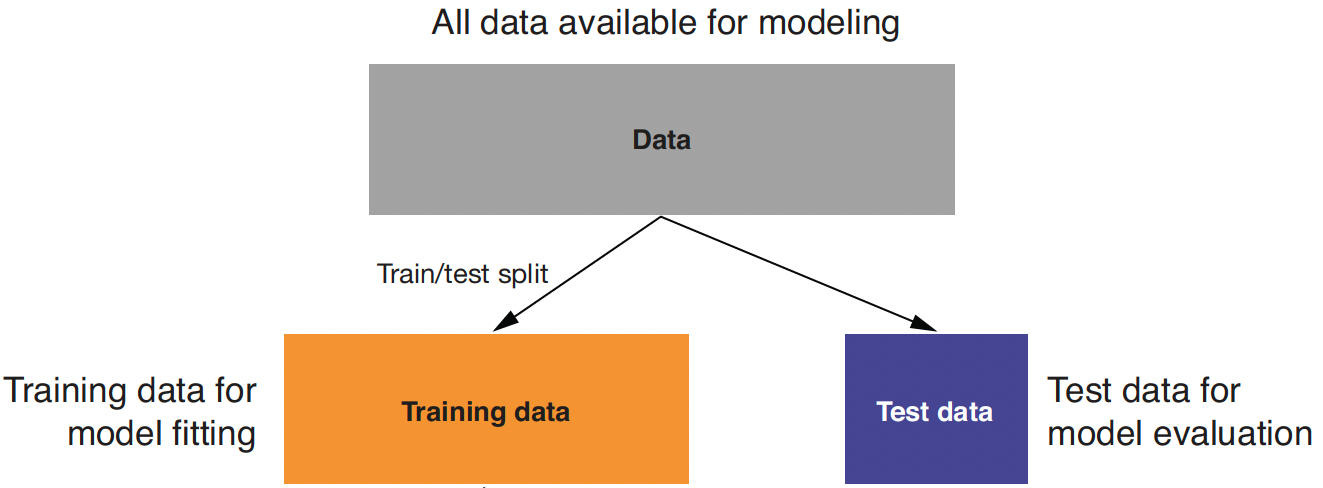 All data available for modeling
Data
Train/test split
Training data for
model fitting
Training data
Test data
Test data for
model evaluation